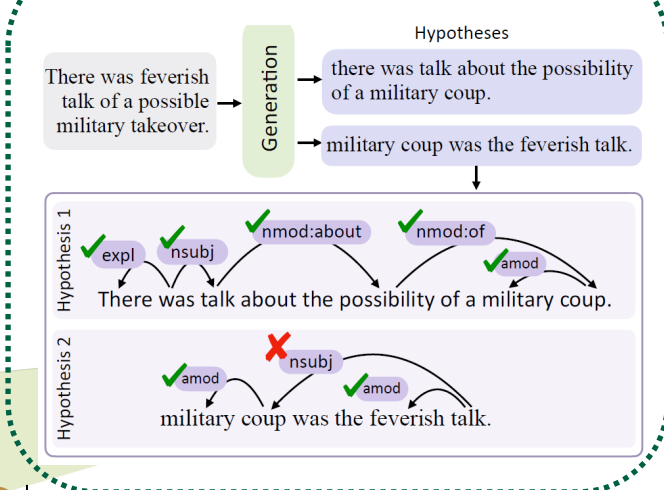 Hypotheses
There was feverish
talk of a possible
military takeover.
Generation
there was talk about the possibility
of a military coup.
military coup was the feverish talk.
Hypothesis 1
expl
nsubj
nmod:about
nmod:of
amod
There was talk about the possibility of a military coup.
Hypothesis 2
amod
nsubj
amod
military coup was the feverish talk.